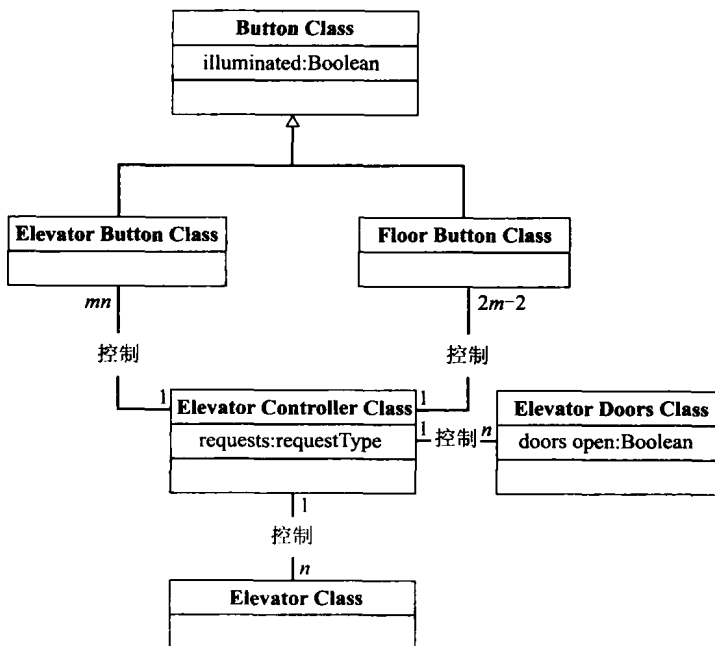 Button Class
illuminated:Boolean
Elevator Button Class
Floor Button Class
mn
2m-2
控制
控制
1
1
Elevator Controller Class
requests:requestType
1
控制
n
Elevator Doors Class
doors open:Boolean
1
控制
n
Elevator Class